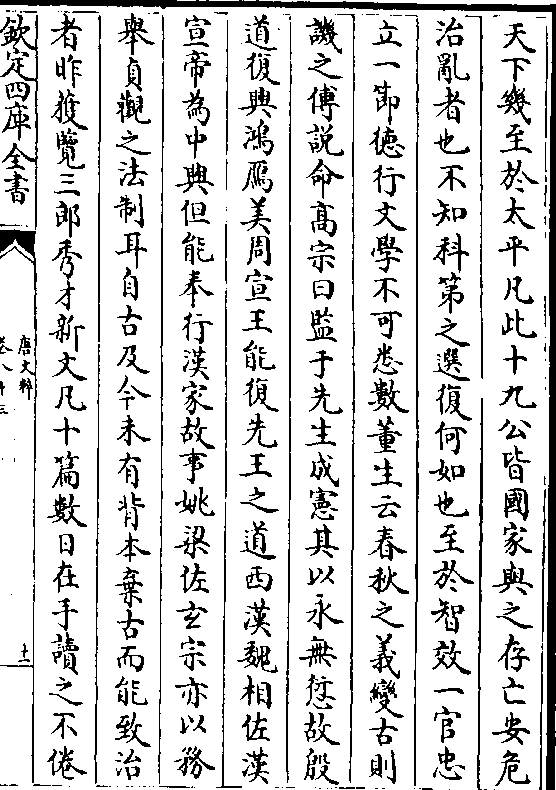 天下幾至於太平凡此十九公皆國家與之存亡安危
治亂者也不知科第之選復何如也至於智效一官忠
立一節德行文學不可悉數董生云春秋之義變古則
譏之傅説命髙宗曰監于先生成憲其以永無愆故殷
道復興鴻鴈美周宣王能復先王之道西漢魏相佐漢
宣帝為中興但能奉行漢家故事姚梁佐玄宗亦以務
舉貞觀之法制耳自古及今未有背本棄古而能致治
者昨獲覽三郎秀才新文凡十篇數日在手讀之不倦
欽定四庫全書
唐文粹
卷八十三
十二